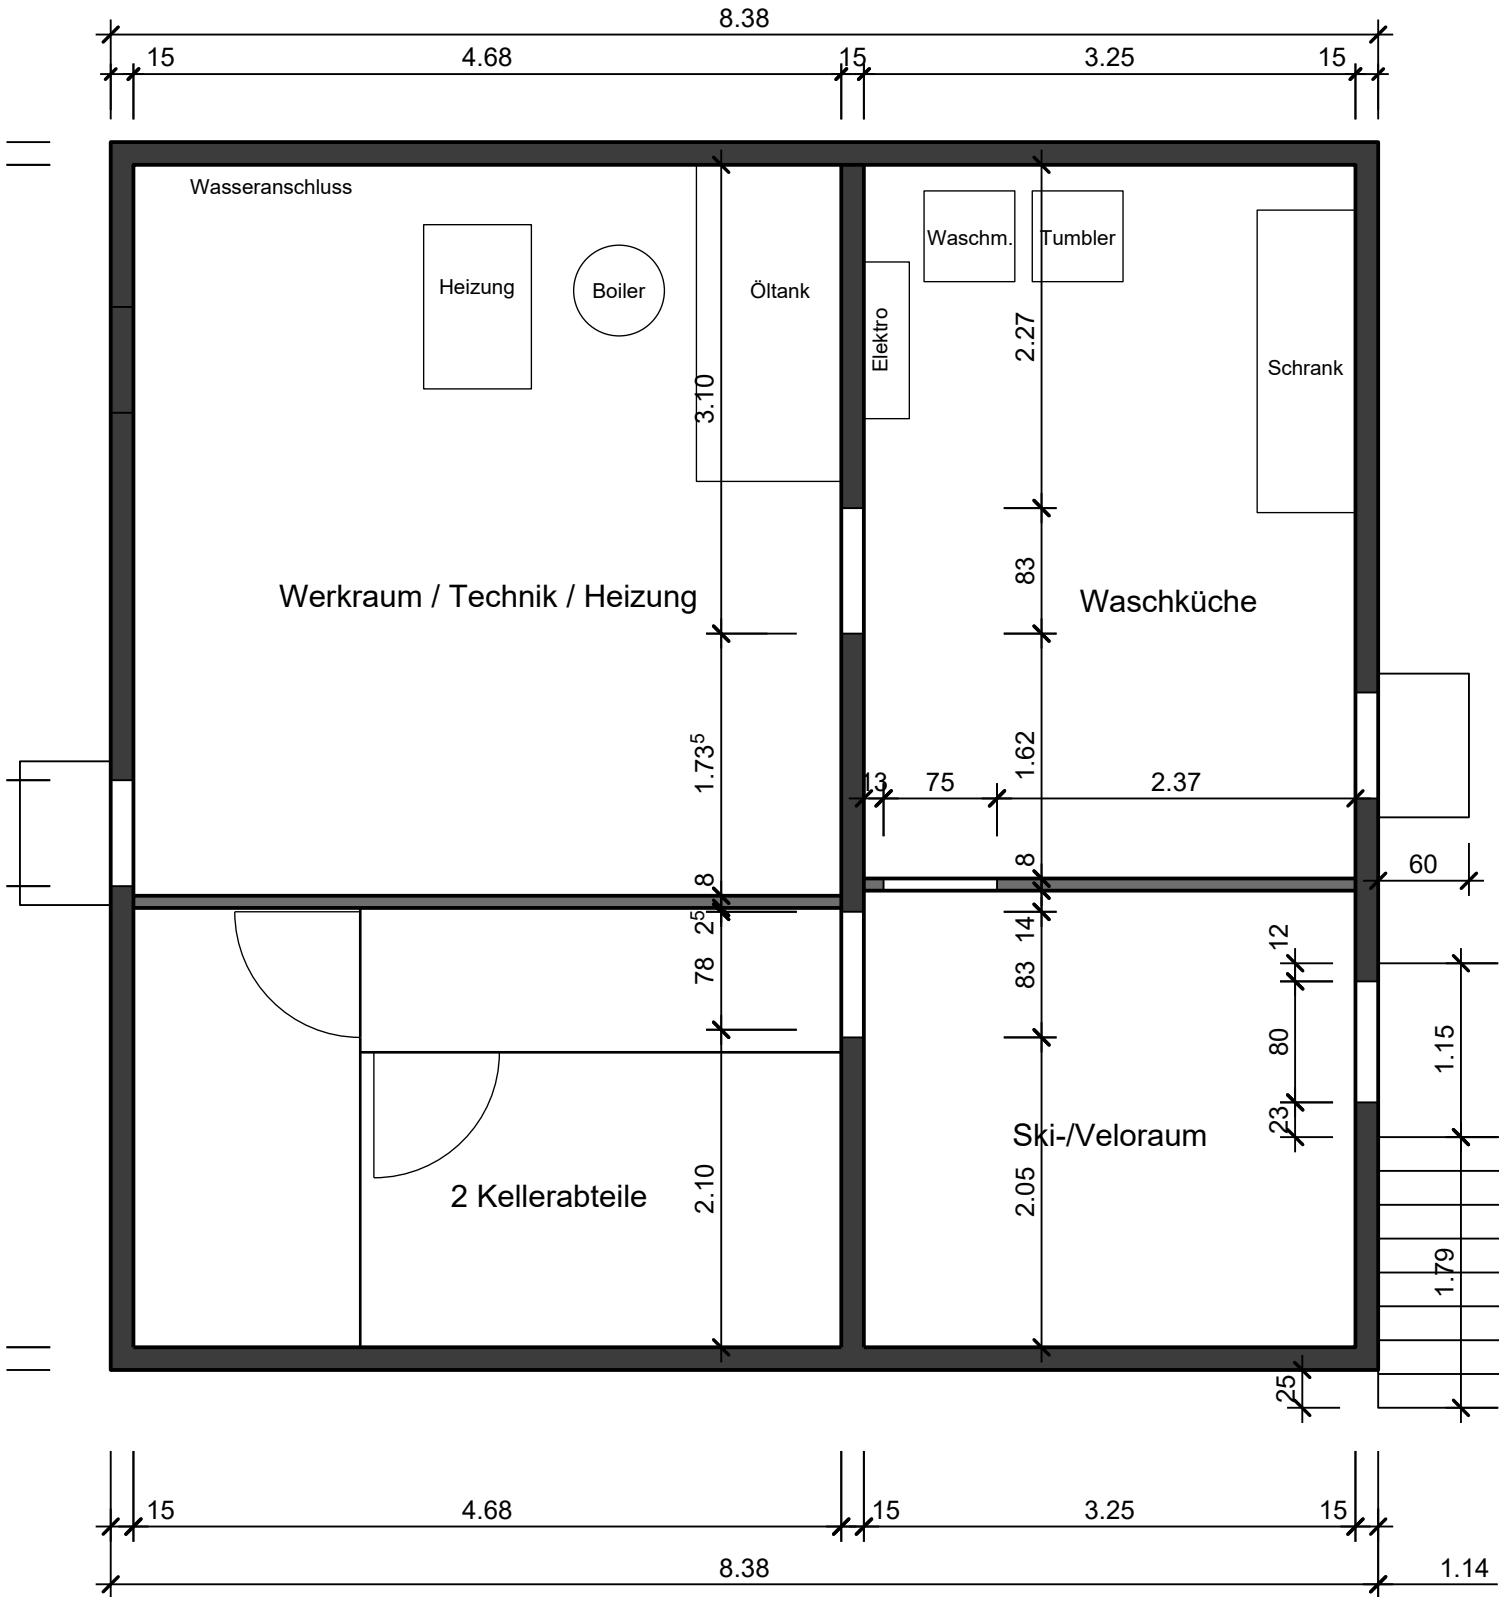 8.38
15 4.68 15 3.25 15
Wasseranschluss
Heizung
Boiler
Öltank
Waschm.
Tumbler
Elektro
Schrank
2.27
3.10
83
Werkraum / Technik / Heizung
Waschküche
1.73⁵
1.62
13 75 2.37
8
8
60
2⁵
14
12
78
83
80
1.15
23
Ski-/Veloraum
2 Kellerabteile
2.10
2.05
1.79
25
15 4.68 15 3.25 15
8.38 1.14